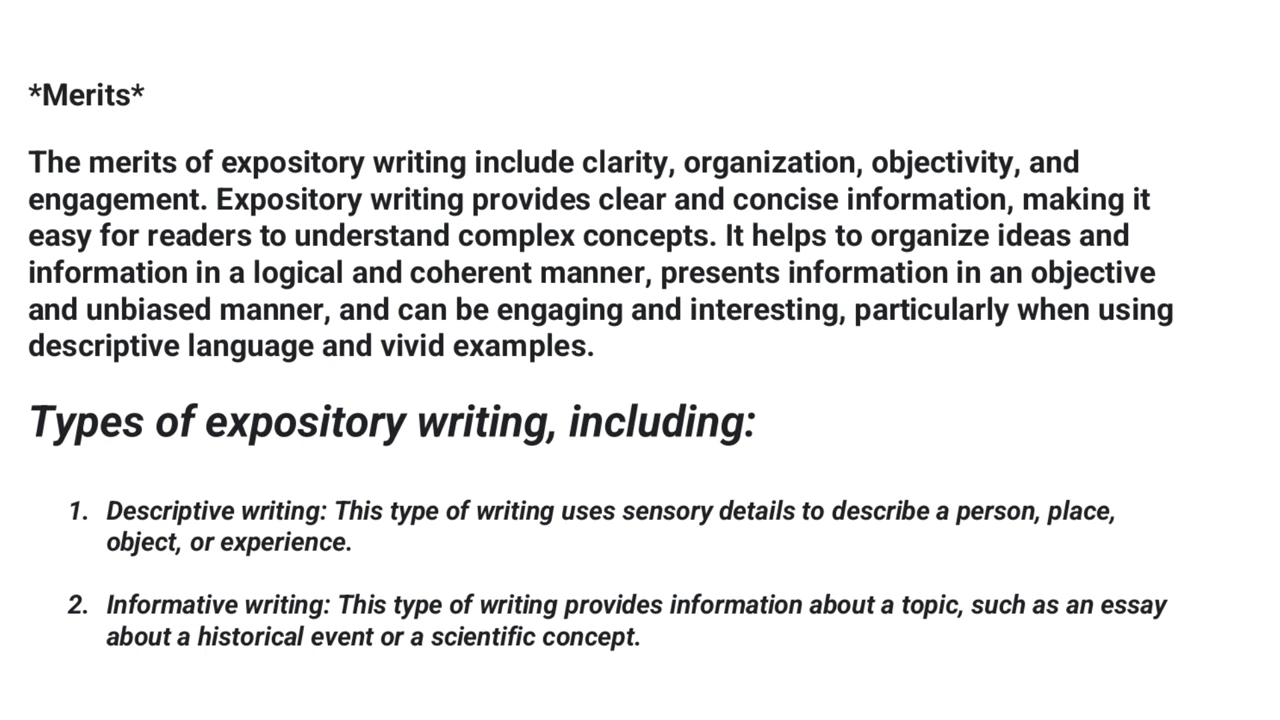 *Merits*
The merits of expository writing include clarity, organization, objectivity, and
engagement. Expository writing provides clear and concise information, making it
easy for readers to understand complex concepts. It helps to organize ideas and
information in a logical and coherent manner, presents information in an objective
and unbiased manner, and can be engaging and interesting, particularly when using
descriptive language and vivid examples.
Types of expository writing, including:
1. Descriptive writing: This type of writing uses sensory details to describe a person, place,
object, or experience.
2. Informative writing: This type of writing provides information about a topic, such as an essay
about a historical event or a scientific concept.